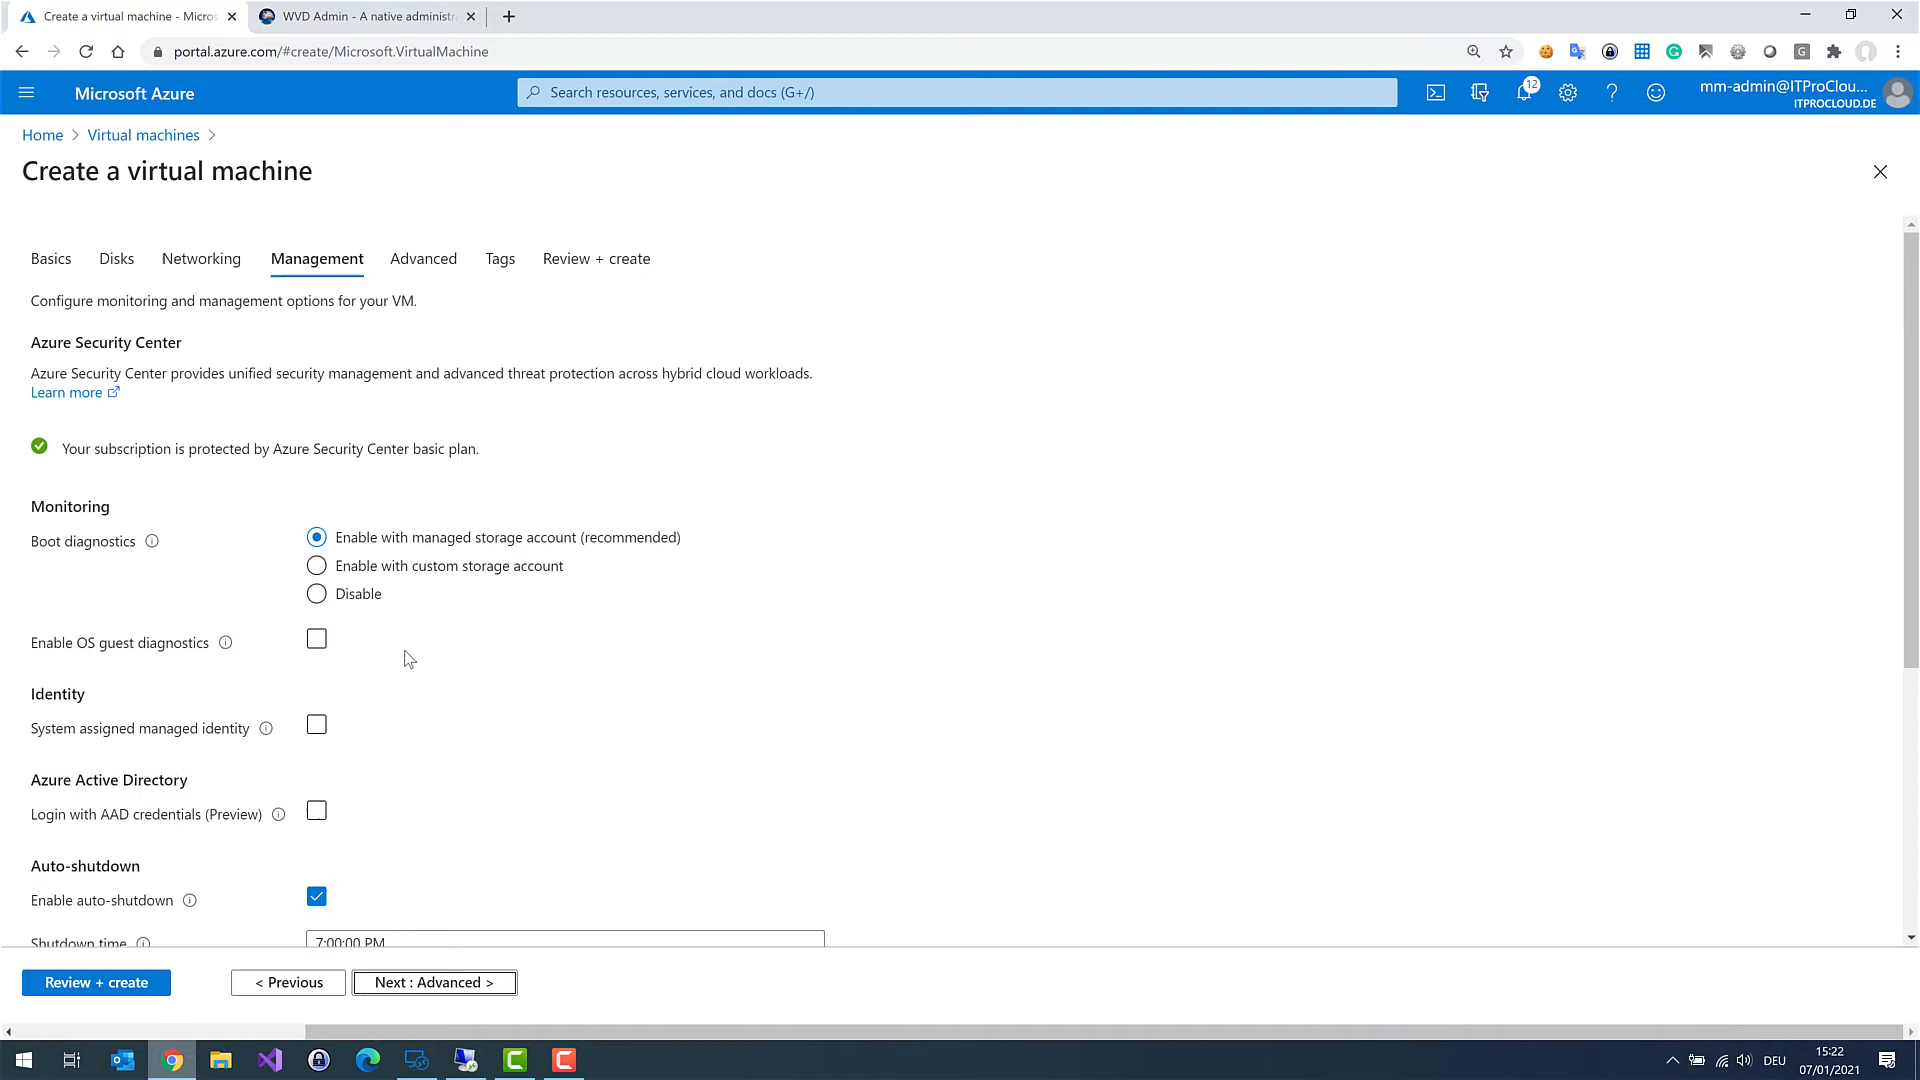 Create a virtual machine - Micros
WVD Admin - A native administr
portal.azure.com/#create/Microsoft.VirtualMachine
Microsoft Azure
Search resources, services, and docs (G+/)
12
mm-admin@ITProClou...
ITPROCLOUD.DE
Home > Virtual machines >
Create a virtual machine
Basics Disks Networking Management Advanced Tags Review + create
Configure monitoring and management options for your VM.
Azure Security Center
Azure Security Center provides unified security management and advanced threat protection across hybrid cloud workloads.
Learn more
Your subscription is protected by Azure Security Center basic plan.
Monitoring
Boot diagnostics
Enable with managed storage account (recommended)
Enable with custom storage account
Disable
Enable OS guest diagnostics
Identity
System assigned managed identity
Azure Active Directory
Login with AAD credentials (Preview)
Auto-shutdown
Enable auto-shutdown
Shutdown time
7:00:00 PM
Review + create
< Previous
Next : Advanced >
DEU
15:22
07/01/2021